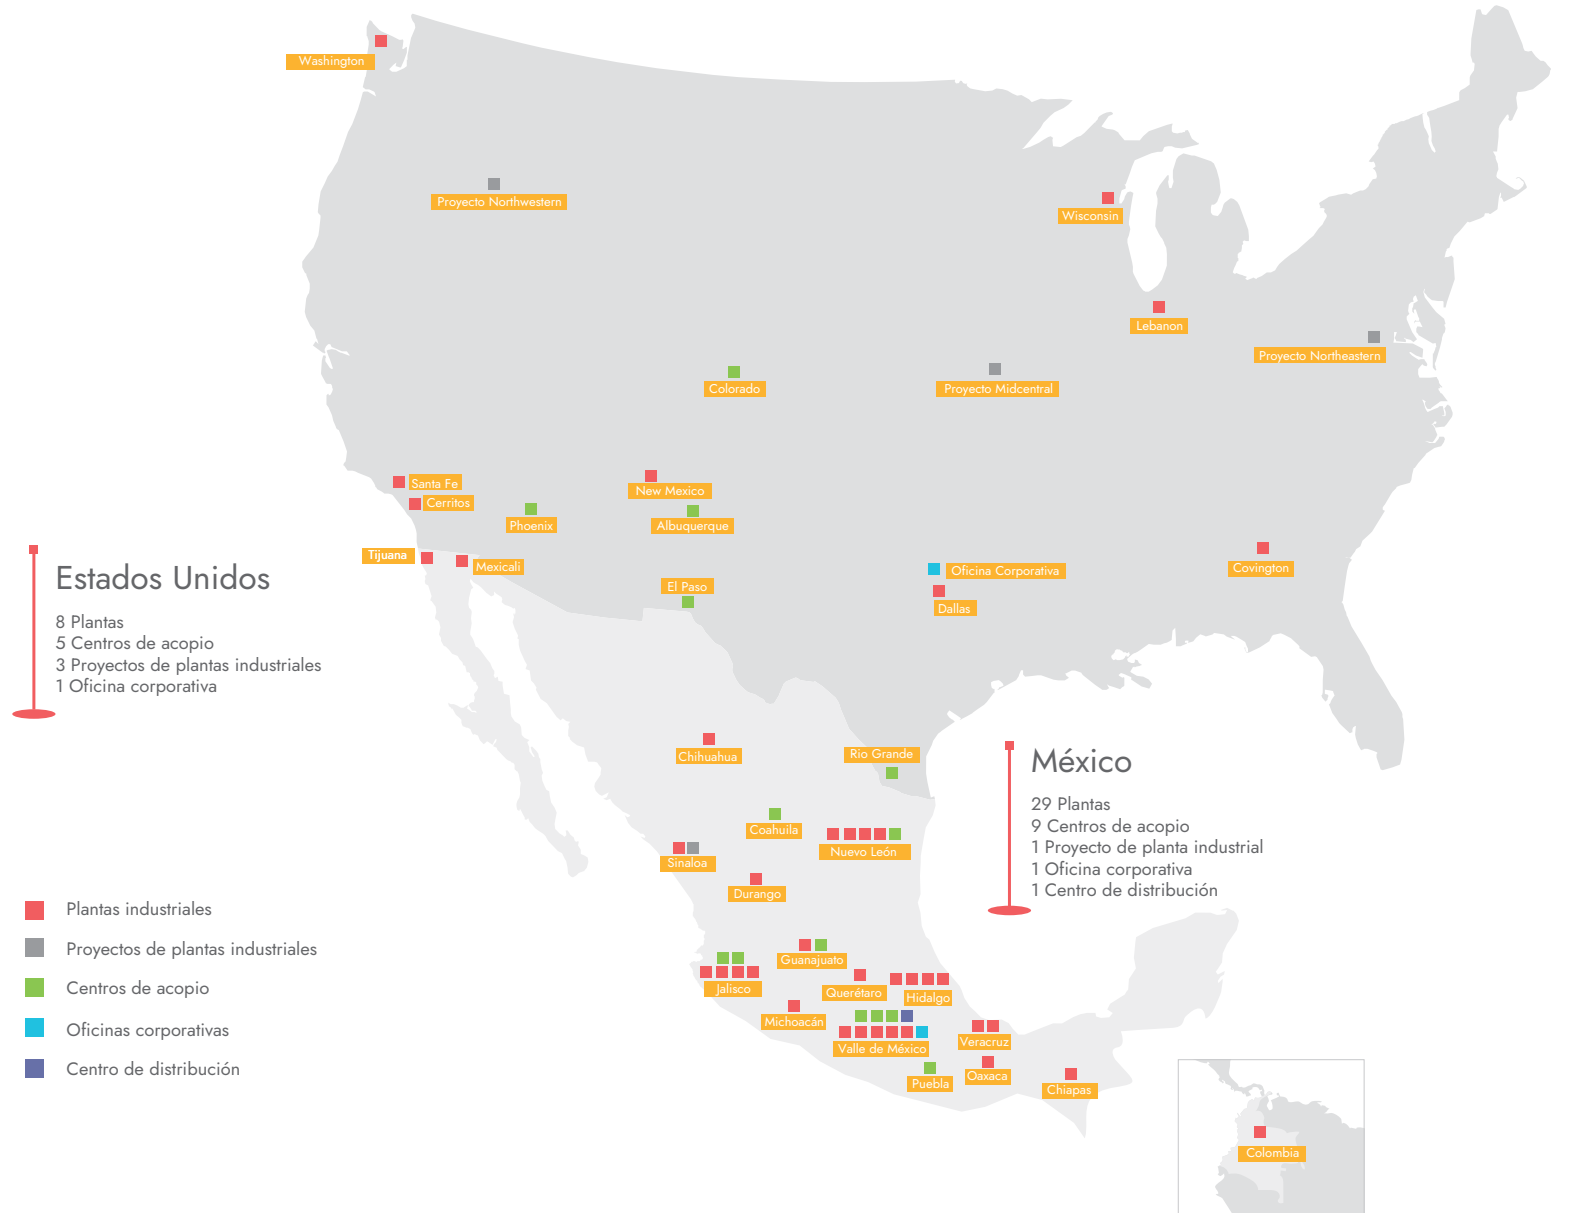 Washington
Proyecto Northwestern
Wisconsin
Lebanon
Proyecto Northeastern
Colorado
Proyecto Midcentral
Santa Fe
New Mexico
Cerritos
Phoenix
Albuquerque
Tijuana
Mexicali
El Paso
Oficina Corporativa
Covington
Dallas
Estados Unidos
8 Plantas
5 Centros de acopio
3 Proyectos de plantas industriales
1 Oficina corporativa
Chihuahua
Rio Grande
México
29 Plantas
9 Centros de acopio
1 Proyecto de planta industrial
1 Oficina corporativa
1 Centro de distribución
Coahuila
Nuevo León
Sinaloa
Durango
Plantas industriales
Proyectos de plantas industriales
Centros de acopio
Oficinas corporativas
Centro de distribución
Guanajuato
Jalisco
Querétaro
Hidalgo
Michoacán
Valle de México
Veracruz
Puebla
Oaxaca
Chiapas
Colombia